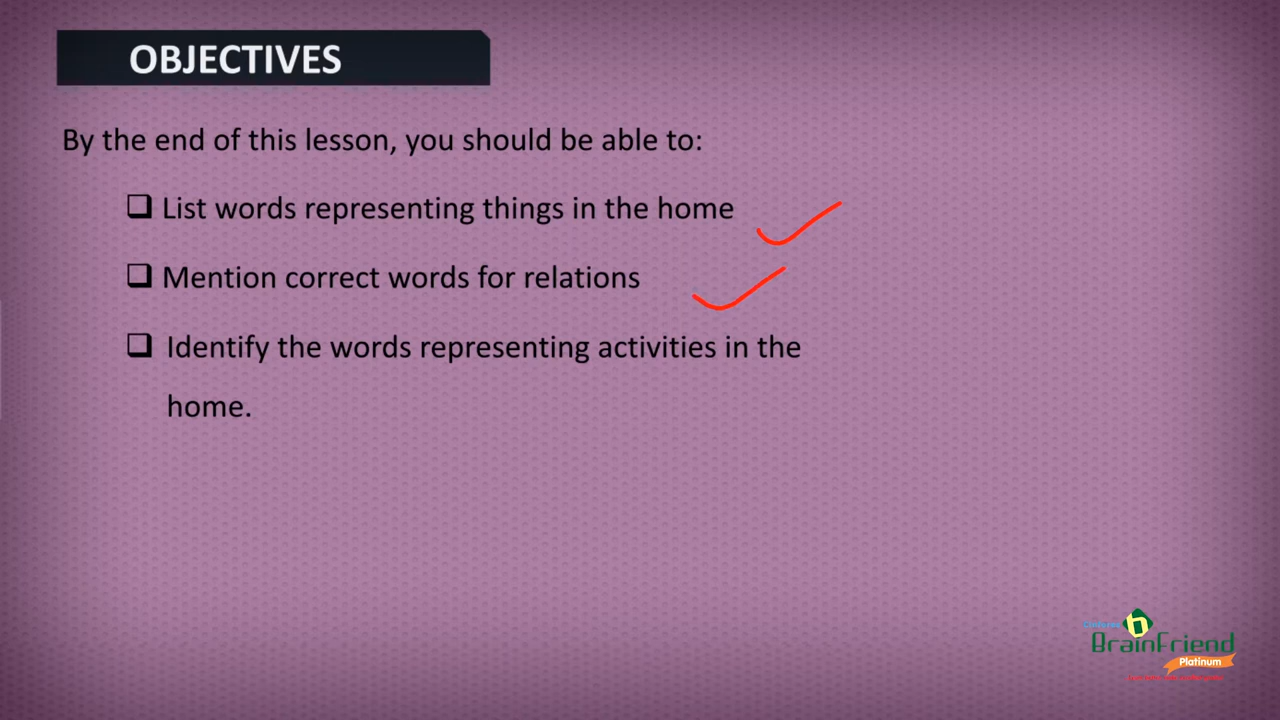 OBJECTIVES
By the end of this lesson, you should be able to:
List words representing things in the home
Mention correct words for relations
Identify the words representing activities in the
home.
BrainFriend
Platinum